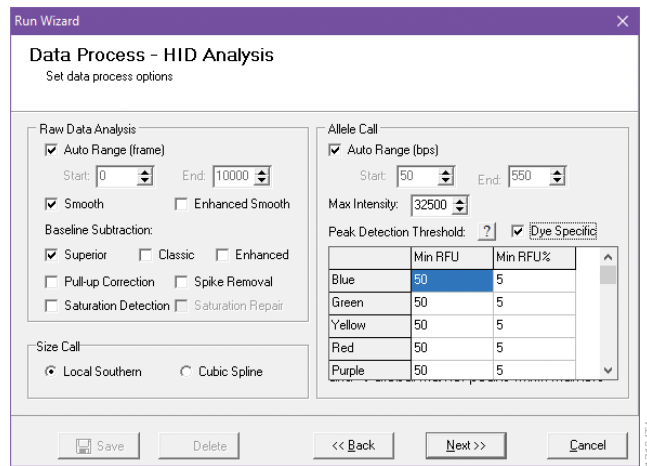 Run Wizard
Data Process - HID Analysis
Set data process options
Raw Data Analysis
Auto Range (frame)
Start: 0 End: 10000
Smooth Enhanced Smooth
Baseline Subtraction:
Superior Classic Enhanced
Pull-up Correction Spike Removal
Saturation Detection Saturation Repair
Size Call
Local Southern Cubic Spline
Allele Call
Auto Range (bps)
Start: 50 End: 550
Max Intensity: 32500
Peak Detection Threshold: ? Dye Specific
Min RFU Min RFU%
Blue 50 5
Green 50 5
Yellow 50 5
Red 50 5
Purple 50 5
Save Delete << Back Next >> Cancel